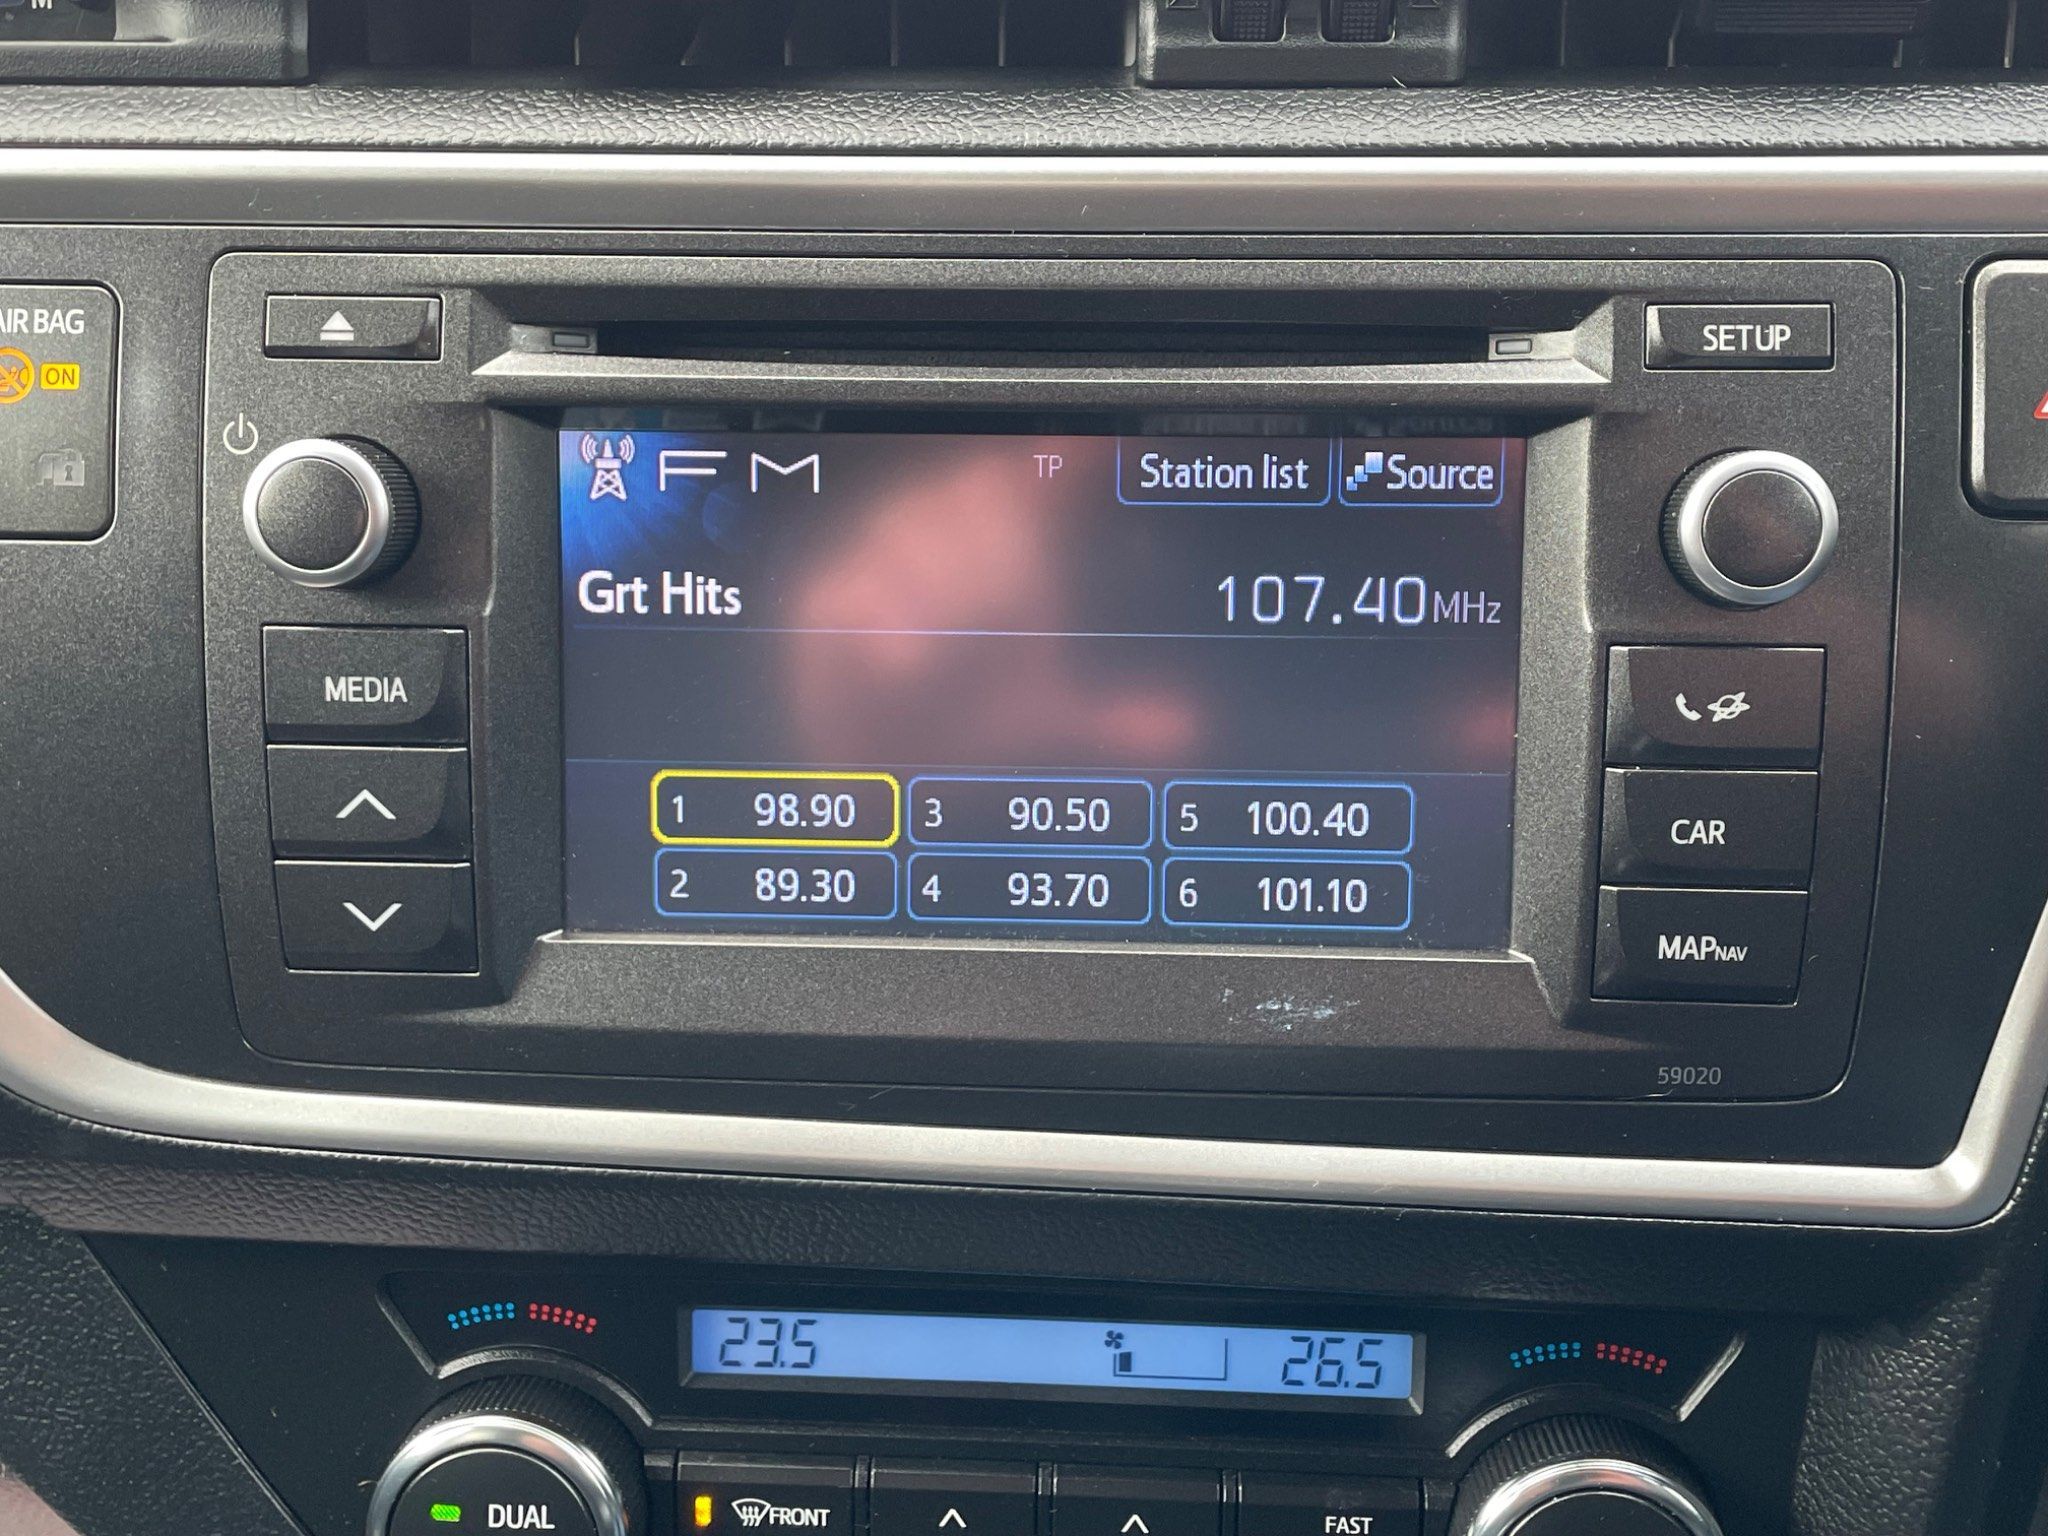 M
AIR BAG
ON
SETUP
FM TP Station list Source
Grt Hits 107.40MHz
MEDIA
1 98.90 3 90.50 5 100.40
2 89.30 4 93.70 6 101.10
CAR
MAPNAV
59020
23.5 26.5
DUAL FRONT FAST